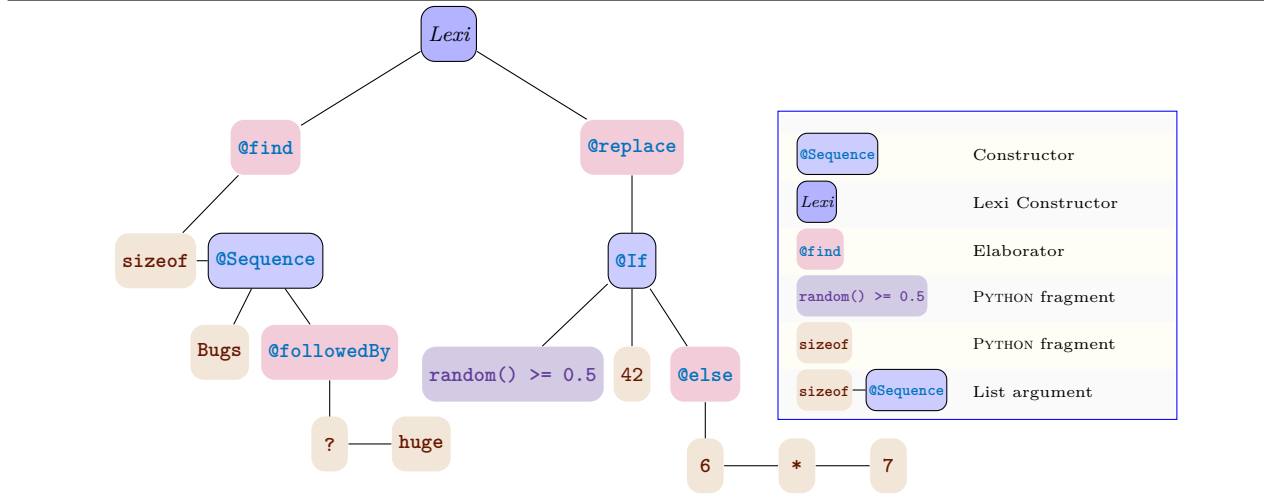 Lexi
@find
@replace
sizeof
@Sequence
@If
Bugs
@followedBy
random() >= 0.5
42
@else
?
huge
6
*
7
@Sequence Constructor
Lexi Lexi Constructor
@find Elaborator
random() >= 0.5 PYTHON fragment
sizeof PYTHON fragment
sizeof @Sequence List argument